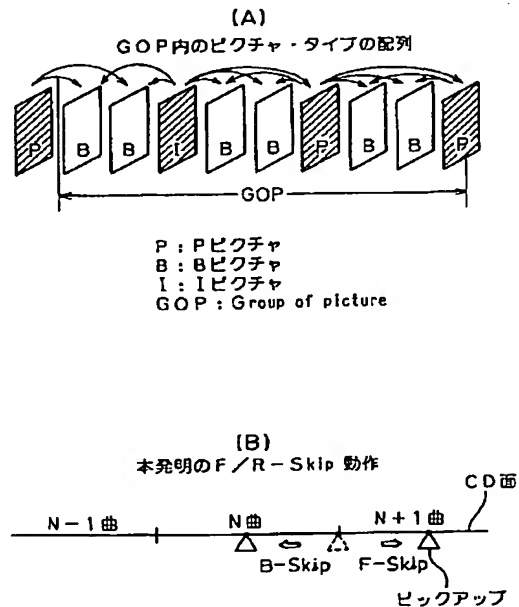 (A)
GOP内のピクチャ・タイプの配列
P B B I B B P B B P
GOP
P:Pピクチャ
B:Bピクチャ
I:Iピクチャ
GOP:Group of picture
(B)
本発明のF/R-Skip 動作
CD面
N-1曲 N曲 N+1曲
B-Skip F-Skip
ピックアップ